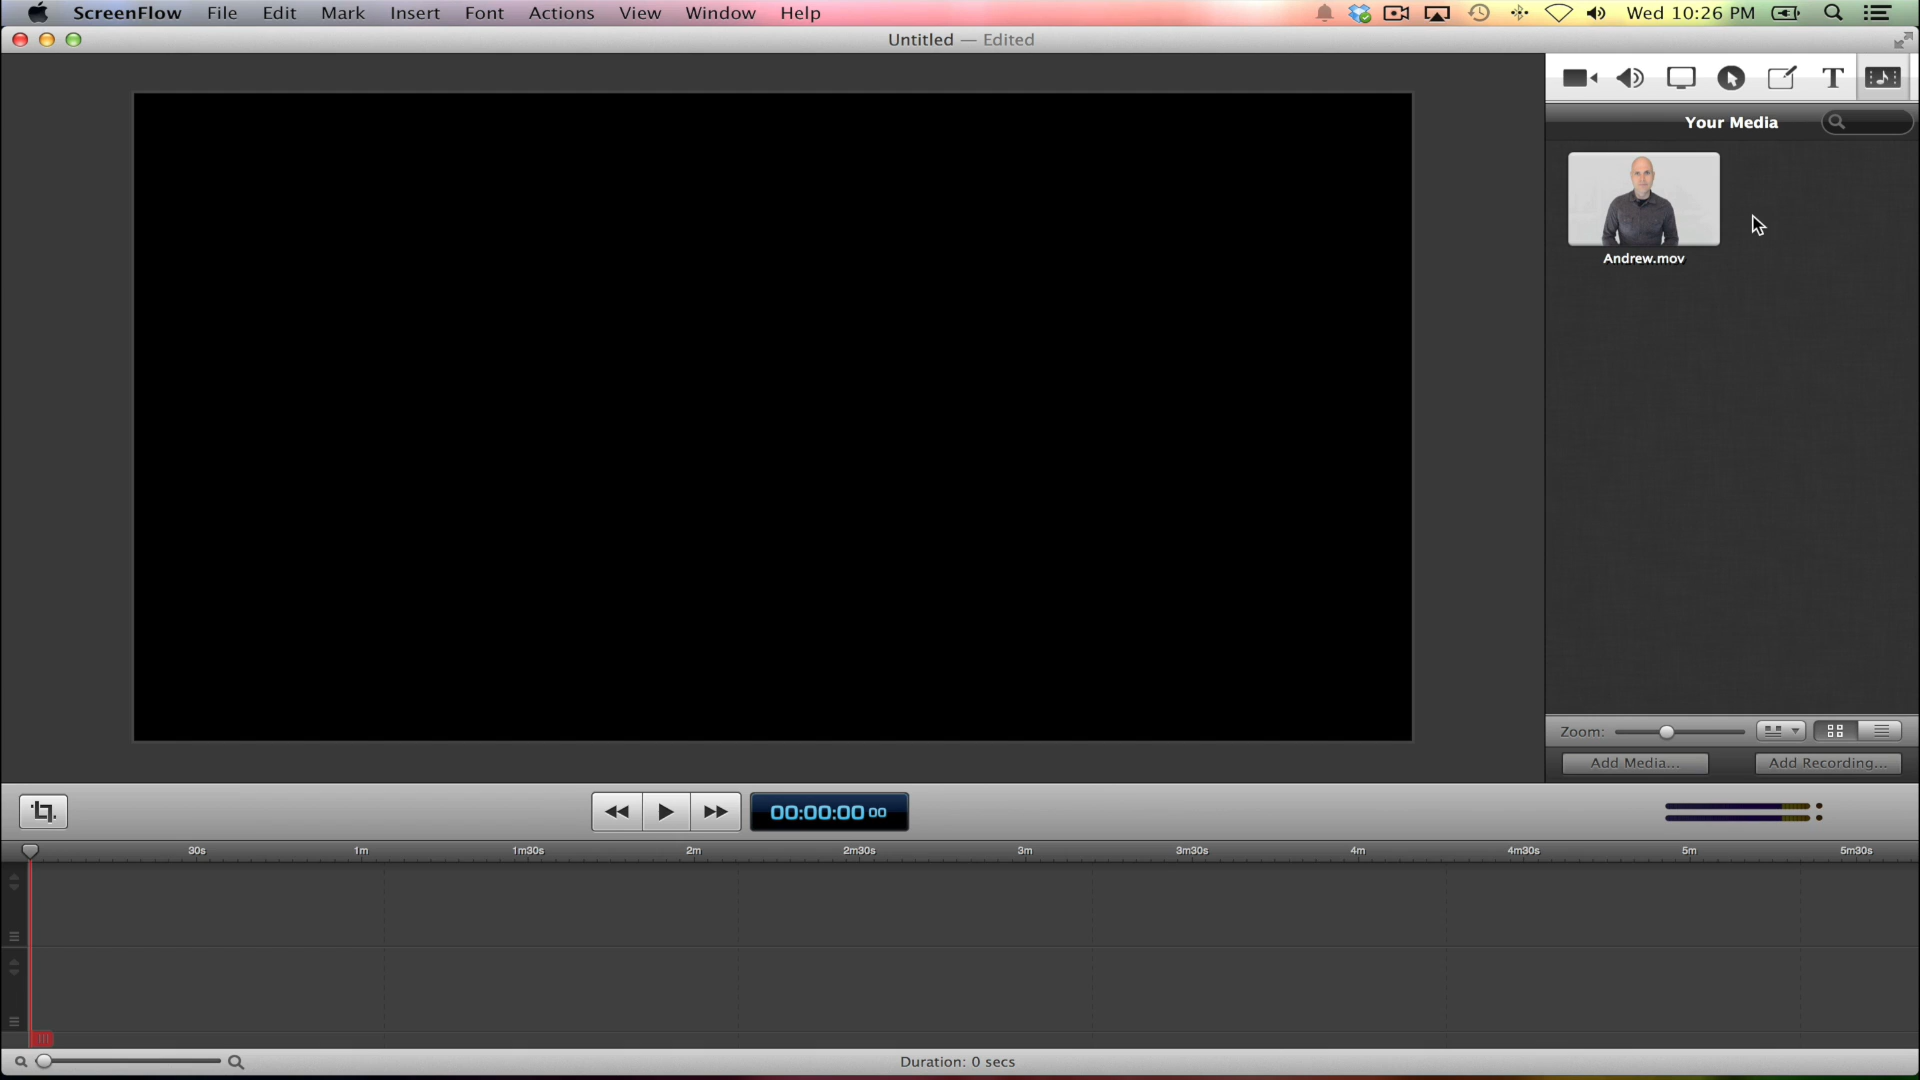 ScreenFlow File Edit Mark Insert Font Actions View Window Help Wed 10:26 PM
Untitled — Edited
T
Your Media
Andrew.mov
Zoom:
Add Media... Add Recording...
00:00:00 00
30s 1m 1m30s 2m 2m30s 3m 3m30s 4m 4m30s 5m 5m30s
Duration: 0 secs